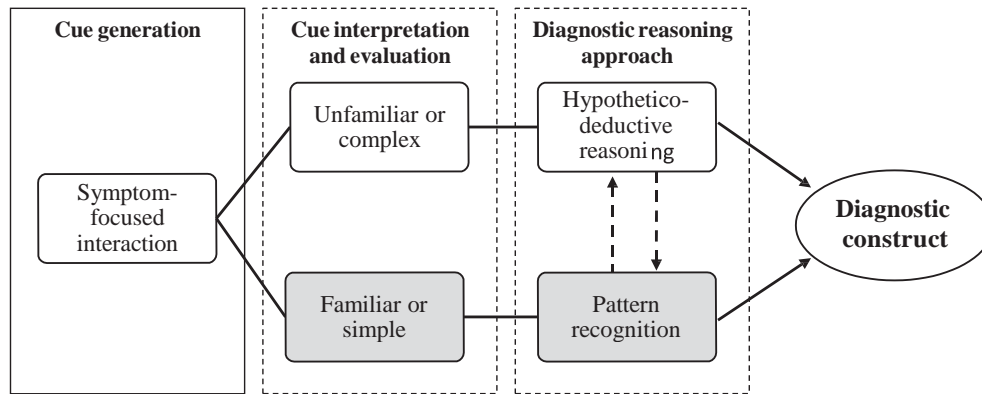 Cue generation
Cue interpretation
and evaluation
Diagnostic reasoning
approach
Symptom-
focused
interaction
Unfamiliar or
complex
Hypothetico-
deductive
reasoning
Familiar or
simple
Pattern
recognition
Diagnostic
construct